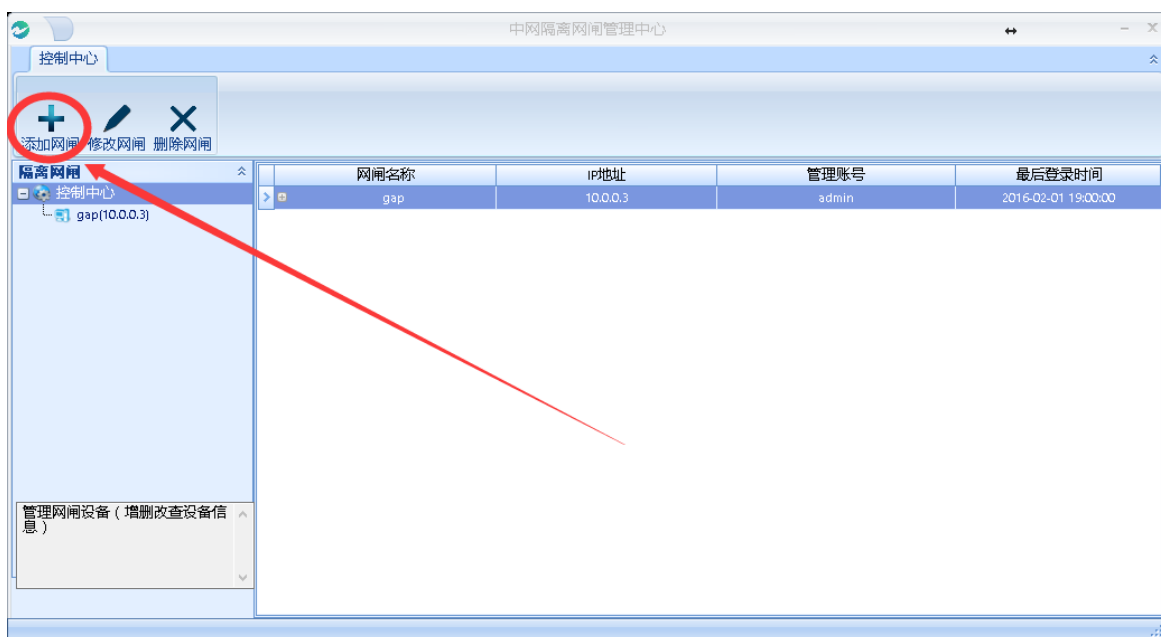 中网隔离网闸管理中心
控制中心
添加网闸 修改网闸 删除网闸
隔离网闸
控制中心
gap(10.0.0.3)
网闸名称 IP地址 管理账号 最后登录时间
gap 10.0.0.3 admin 2016-02-01 19:00:00
管理网闸设备（增删改查设备信
息）